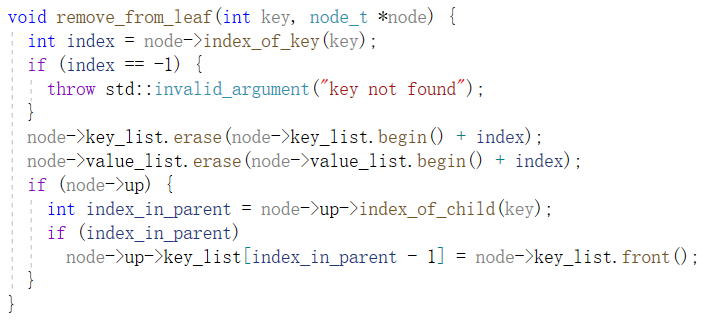 void remove_from_leaf(int key, node_t *node) {
  int index = node->index_of_key(key);
  if (index == -1) {
    throw std::invalid_argument("key not found");
  }
  node->key_list.erase(node->key_list.begin() + index);
  node->value_list.erase(node->value_list.begin() + index);
  if (node->up) {
    int index_in_parent = node->up->index_of_child(key);
    if (index_in_parent)
      node->up->key_list[index_in_parent - 1] = node->key_list.front();
  }
}